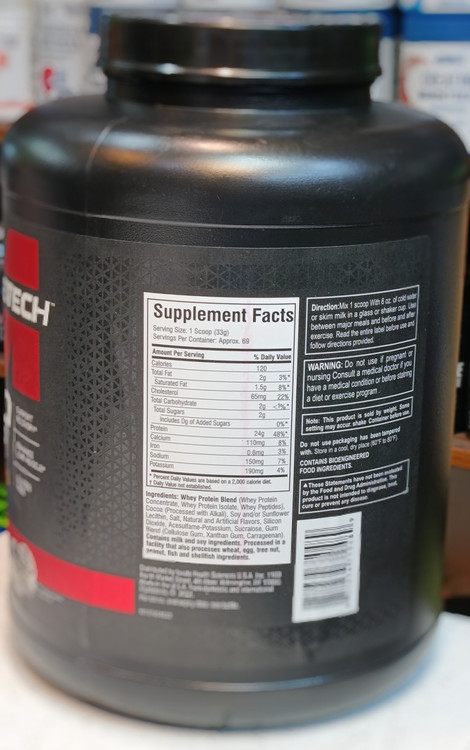 TECH
Supplement Facts
Serving Size: 1 Scoop (33g)
Servings Per Container: Approx. 69
Amount Per Serving % Daily Value
Calories 120
Total Fat 2g 3%*
Saturated Fat 1.5g 8%*
Cholesterol 65mg 22%
Total Carbohydrate 2g <1%*
Total Sugars 2g
Includes 0g of Added Sugars 0%*
Protein 24g 48%*
Calcium 110mg 8%
Iron 0.6mg 3%
Sodium 150mg 7%
Potassium 190mg 4%
* Percent Daily Values are based on a 2,000 calorie diet.
† Daily Value not established.
Ingredients: Whey Protein Blend (Whey Protein
Concentrate, Whey Protein Isolate, Whey Peptides),
Cocoa (Processed with Alkali), Soy and/or Sunflower
Lecithin, Salt, Natural and Artificial Flavors, Silicon
Dioxide, Acesulfame-Potassium, Sucralose, Gum
Blend (Cellulose Gum, Xanthan Gum, Carrageenan).
Contains milk and soy ingredients. Processed in a
facility that also processes wheat, egg, tree nut,
peanut, fish and shellfish ingredients.
Direction:Mix 1 scoop With 6 oz. of cold water
or skim milk in a glass or shaker cup. Use
between major meals and before and after
exercise. Read the entire label before use and
follow directions provided.
WARNING: Do not use if pregnant or
nursing Consult a medical doctor if you
have a medical condition or before starting
a diet or exercise program .
Note: This product is sold by weight. Some
setting may occur. shake Container before use.
Do not use packaging has been tampered
with. Store in a cool, dry place (60°F to 80°F).
CONTAINS BIOENGINEERED
FOOD INGREDIENTS.
▲These Statements have not been evaluated
by the Food and Drug Administration. This
product is not intended to diagnose, treat,
cure or prevent any disease.